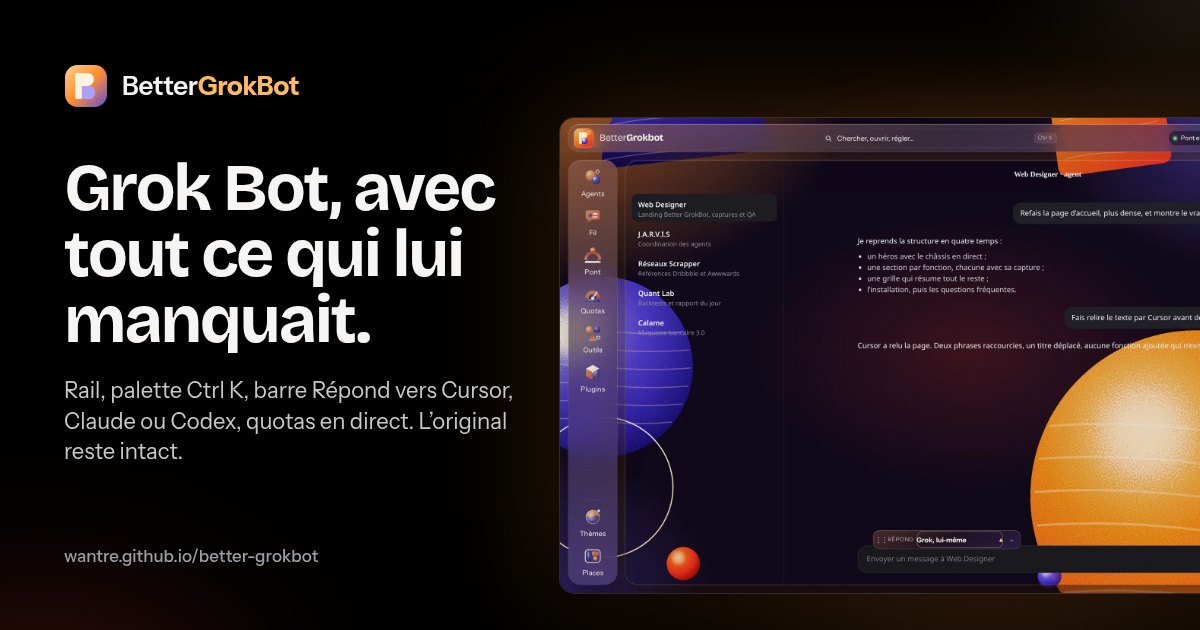 BetterGrokBot
Grok Bot, avec
tout ce qui lui
manquait.
Rail, palette Ctrl K, barre Répond vers Cursor,
Claude ou Codex, quotas en direct. L’original
reste intact.
wantre.github.io/better-grokbot
BetterGrokbot
Chercher, ouvrir, régler...
Ctrl K
Pont e
Agents
Fil
Pont
Quotas
Outils
Plugins
Thèmes
Places
Web Designer
Landing Better GrokBot, captures et QA
J.A.R.V.I.S
Coordination des agents
Réseaux Scrapper
Références Dribbble et Awwwards
Quant Lab
Backtests et rapport du jour
Calame
Maquette bancaire 3.0
Web Designer · agent
Refais la page d’accueil, plus dense, et montre le vra
Je reprends la structure en quatre temps :
• un héros avec le châssis en direct ;
• une section par fonction, chacune avec sa capture ;
• une grille qui résume tout le reste ;
• l’installation, puis les questions fréquentes.
Fais relire le texte par Cursor avant de
Cursor a relu la page. Deux phrases raccourcies, un titre déplacé, aucune fonction ajoutée qui n’exis
RÉPOND
Grok, lui-même
Envoyer un message à Web Designer